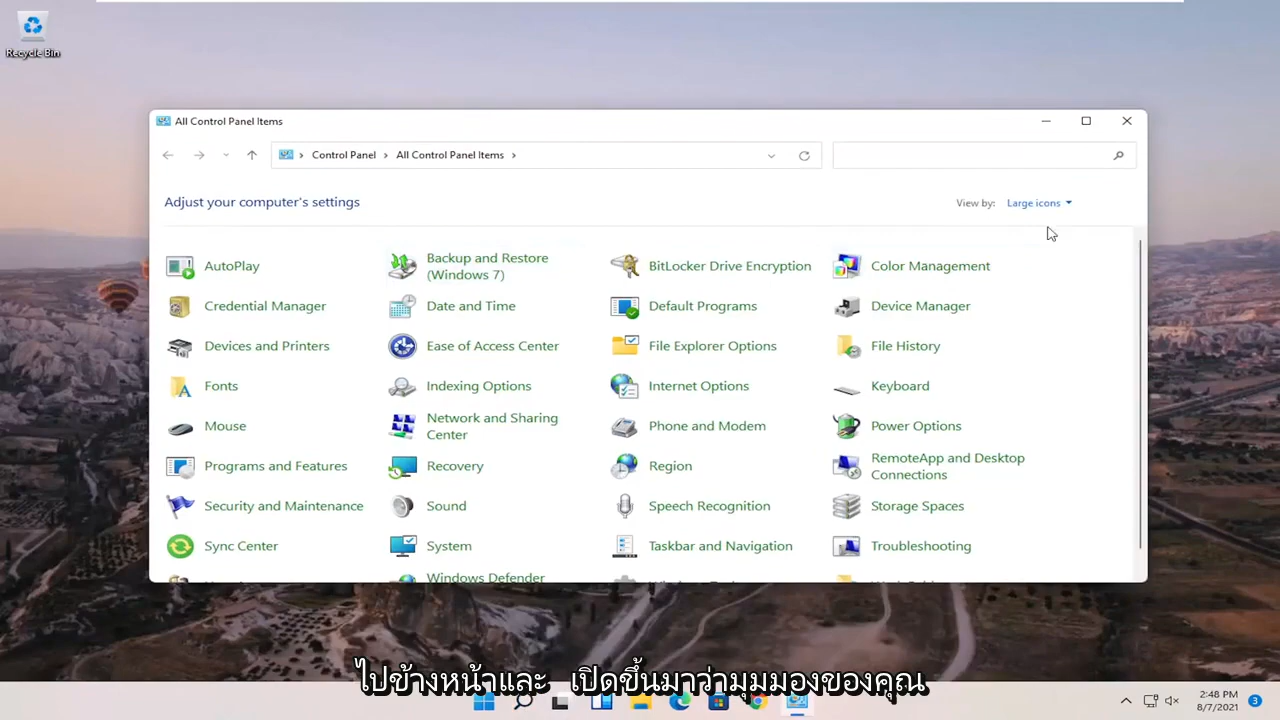 Recycle Bin
All Control Panel Items
Control Panel
All Control Panel Items
Adjust your computer's settings
View by:
Large icons
AutoPlay
Backup and Restore
(Windows 7)
BitLocker Drive Encryption
Color Management
Credential Manager
Date and Time
Default Programs
Device Manager
Devices and Printers
Ease of Access Center
File Explorer Options
File History
Fonts
Indexing Options
Internet Options
Keyboard
Mouse
Network and Sharing
Center
Phone and Modem
Power Options
Programs and Features
Recovery
Region
RemoteApp and Desktop
Connections
Security and Maintenance
Sound
Speech Recognition
Storage Spaces
Sync Center
System
Taskbar and Navigation
Troubleshooting
Windows Defender
ไปข้างหน้าและ เปิดขึ้นมาว่ามุมมองของคุณ
2:48 PM
8/7/2021
3